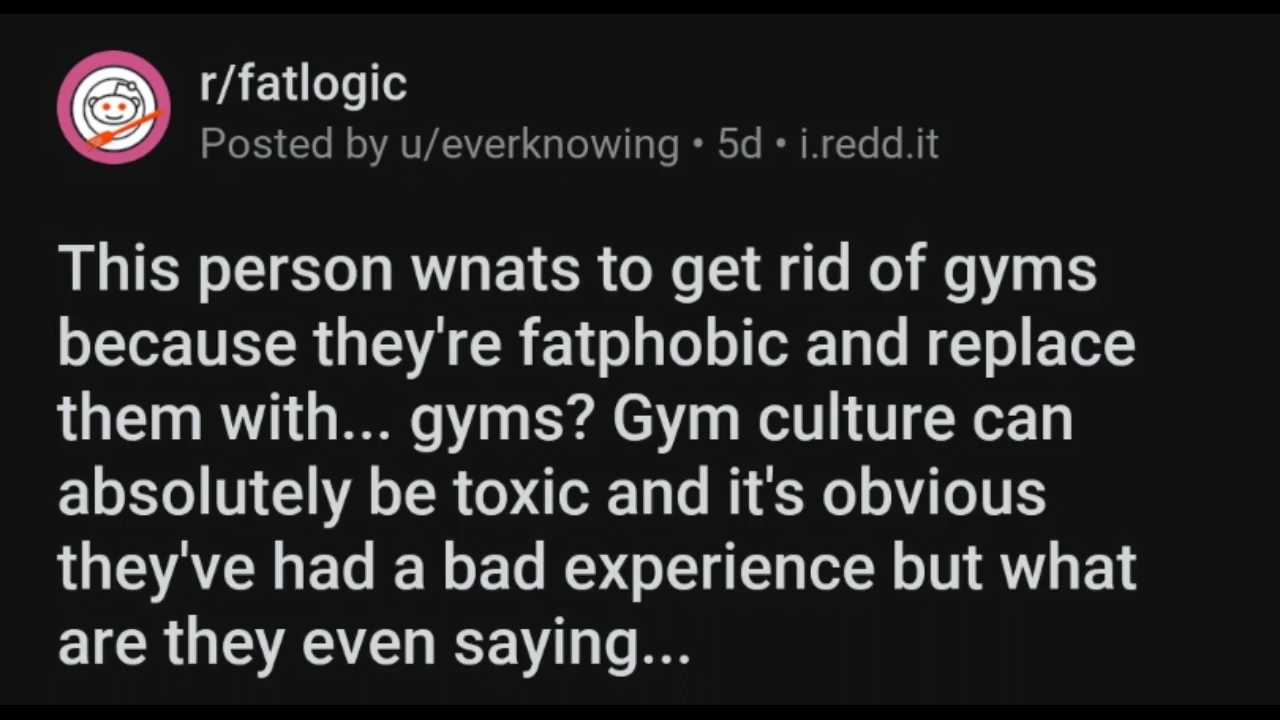 r/fatlogic
Posted by u/everknowing • 5d • i.redd.it
This person wnats to get rid of gyms
because they're fatphobic and replace
them with... gyms? Gym culture can
absolutely be toxic and it's obvious
they've had a bad experience but what
are they even saying...